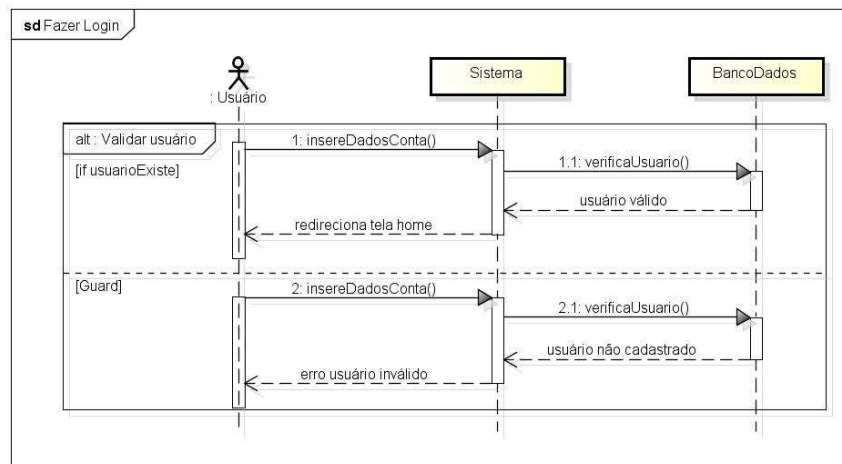 sd Fazer Login
: Usuário
Sistema
BancoDados
alt : Validar usuário
[if usuarioExiste]
1: insereDadosConta()
1.1: verificaUsuario()
usuário válido
redireciona tela home
[Guard]
2: insereDadosConta()
2.1: verificaUsuario()
usuário não cadastrado
erro usuário inválido